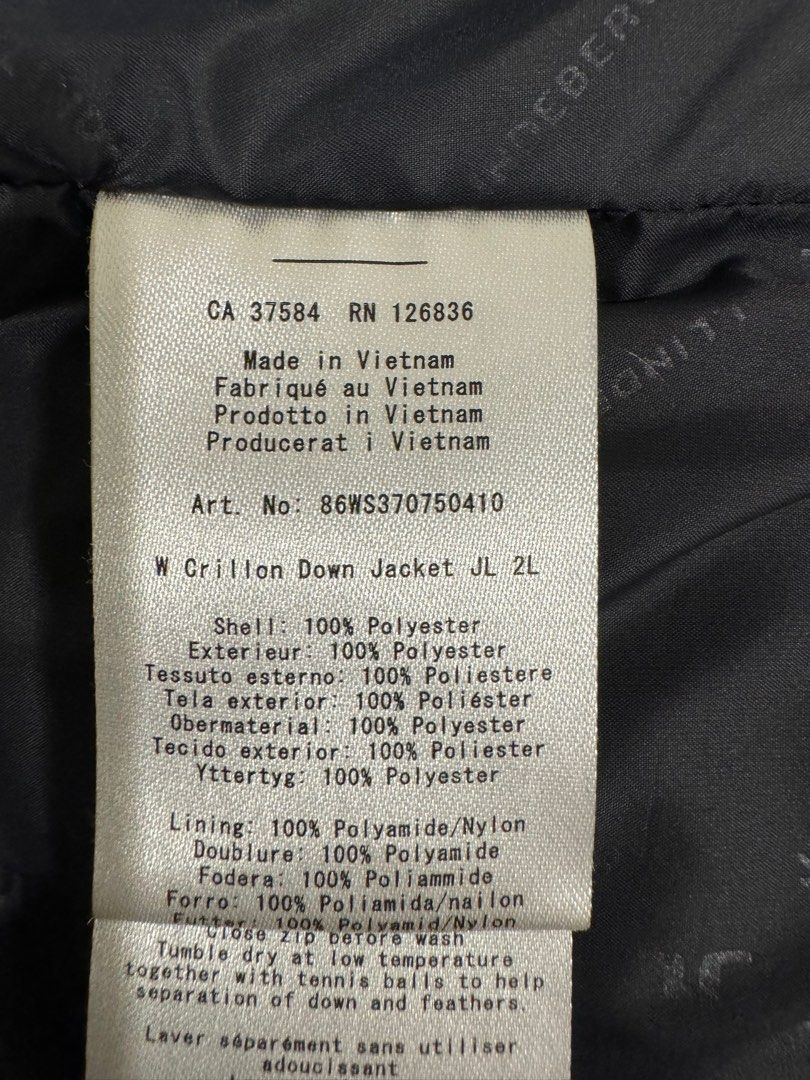 CA 37584 RN 126836
Made in Vietnam
Fabriqué au Vietnam
Prodotto in Vietnam
Producerat i Vietnam
Art. No: 86WS370750410
W Crillon Down Jacket JL 2L
Shell: 100% Polyester
Exterieur: 100% Polyester
Tessuto esterno: 100% Poliestere
Tela exterior: 100% Poliéster
Obermaterial: 100% Polyester
Tecido exterior: 100% Poliester
Yttertyg: 100% Polyester
Lining: 100% Polyamide/Nylon
Doublure: 100% Polyamide
Fodera: 100% Poliammide
Forro: 100% Poliamida/nailon
Futter: 100% Polyamid/Nylon
Close zip before wash
Tumble dry at low temperature
together with tennis balls to help
separation of down and feathers.
Laver séparément sans utiliser
adoucissant